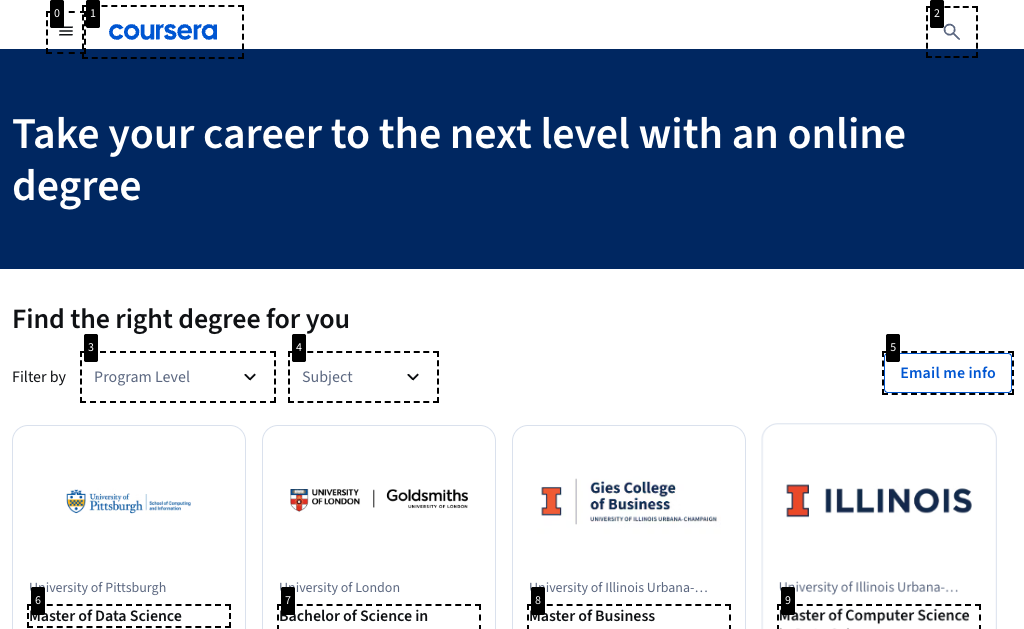 0
1
coursera
2
Take your career to the next level with an online
degree
Find the right degree for you
Filter by
3
Program Level
4
Subject
5
Email me info
University of
Pittsburgh
School of Computing
and Information
UNIVERSITY
OF LONDON
Goldsmiths
UNIVERSITY OF LONDON
Gies College
of Business
UNIVERSITY OF ILLINOIS URBANA-CHAMPAIGN
ILLINOIS
University of Pittsburgh
University of London
University of Illinois Urbana-...
University of Illinois Urbana-...
6
Master of Data Science
7
Bachelor of Science in
8
Master of Business
9
Master of Computer Science